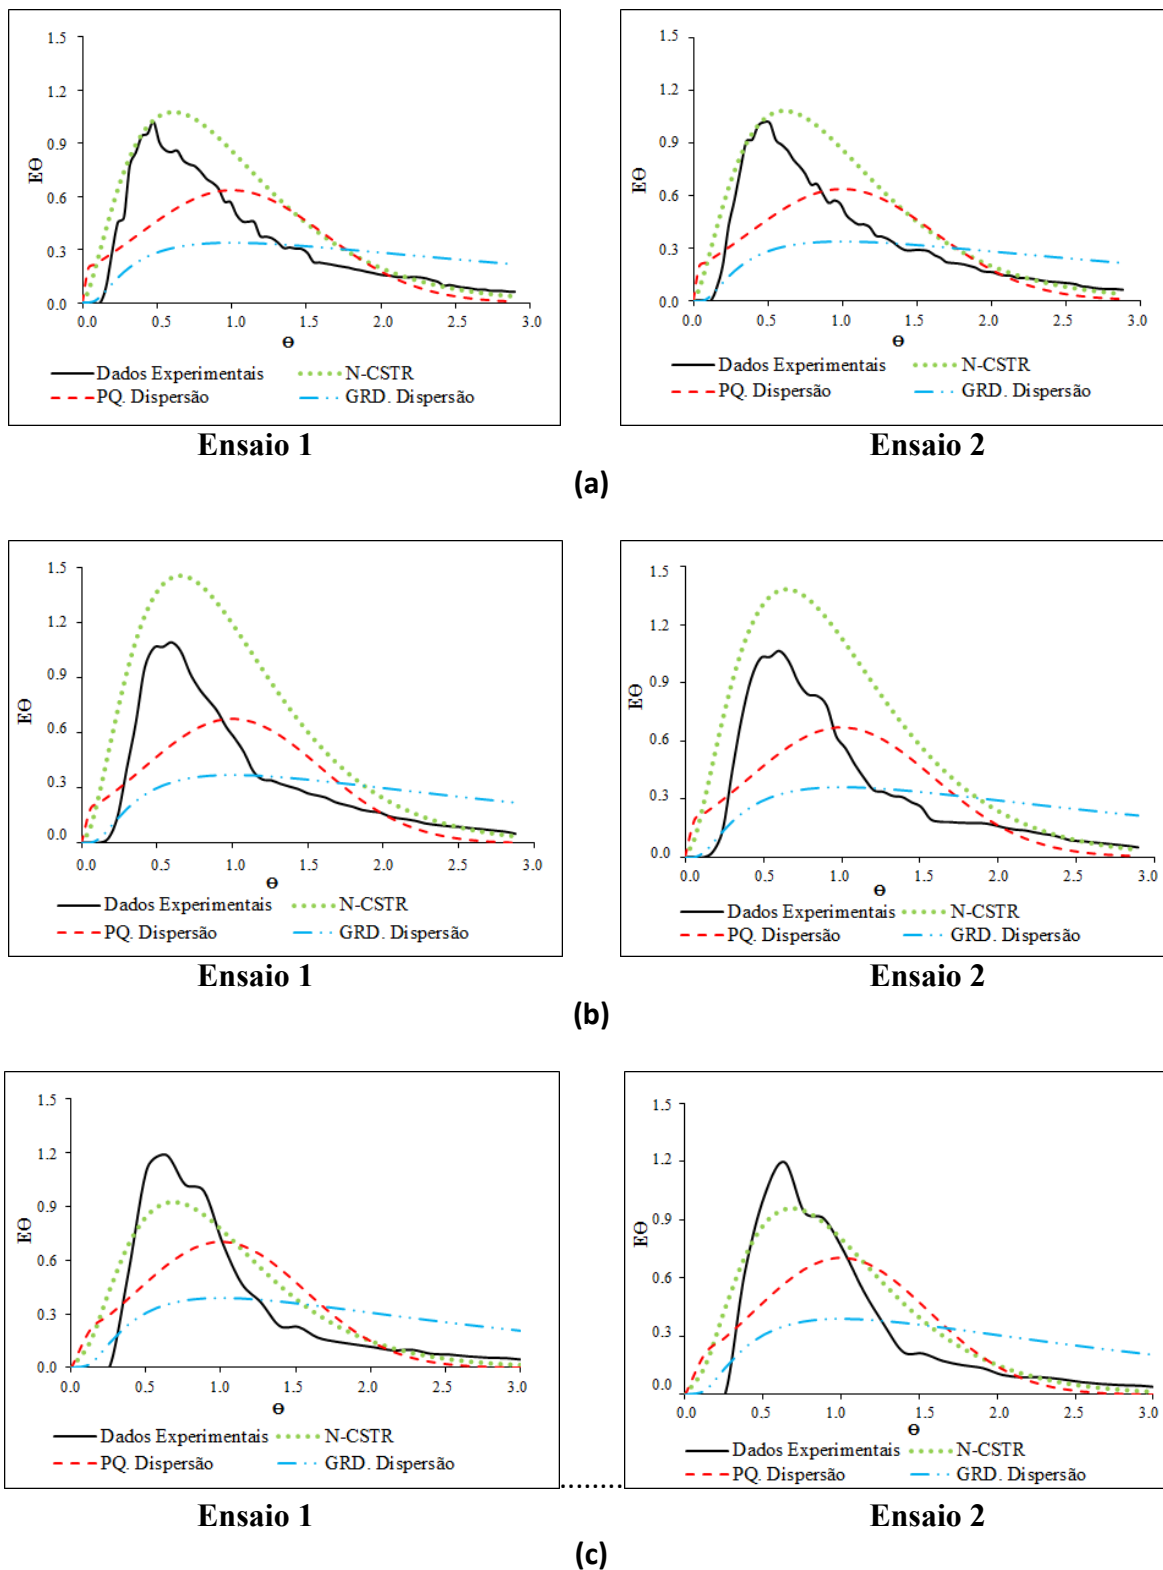 1.5
1.2
0.9
0.6
0.3
0.0
EΘ
0.0 0.5 1.0 1.5 2.0 2.5 3.0
Θ
Dados Experimentais N-CSTR
PQ. Dispersão GRD. Dispersão
Ensaio 1
1.5
1.2
0.9
0.6
0.3
0.0
EΘ
0.0 0.5 1.0 1.5 2.0 2.5 3.0
Θ
Dados Experimentais N-CSTR
PQ. Dispersão GRD. Dispersão
Ensaio 2
(a)
1.5
1.2
0.9
0.6
0.3
0.0
EΘ
0.0 0.5 1.0 1.5 2.0 2.5 3.0
Θ
Dados Experimentais N-CSTR
PQ. Dispersão GRD. Dispersão
Ensaio 1
1.5
1.2
0.9
0.6
0.3
0.0
EΘ
0.0 0.5 1.0 1.5 2.0 2.5 3.0
Θ
Dados Experimentais N-CSTR
PQ. Dispersão GRD. Dispersão
Ensaio 2
(b)
1.5
1.2
0.9
0.6
0.3
0.0
EΘ
0.0 0.5 1.0 1.5 2.0 2.5 3.0
Θ
Dados Experimentais N-CSTR
PQ. Dispersão GRD. Dispersão
........
Ensaio 1
1.5
1.2
0.9
0.6
0.3
0.0
EΘ
0.0 0.5 1.0 1.5 2.0 2.5 3.0
Θ
Dados Experimentais N-CSTR
PQ. Dispersão GRD. Dispersão
Ensaio 2
(c)